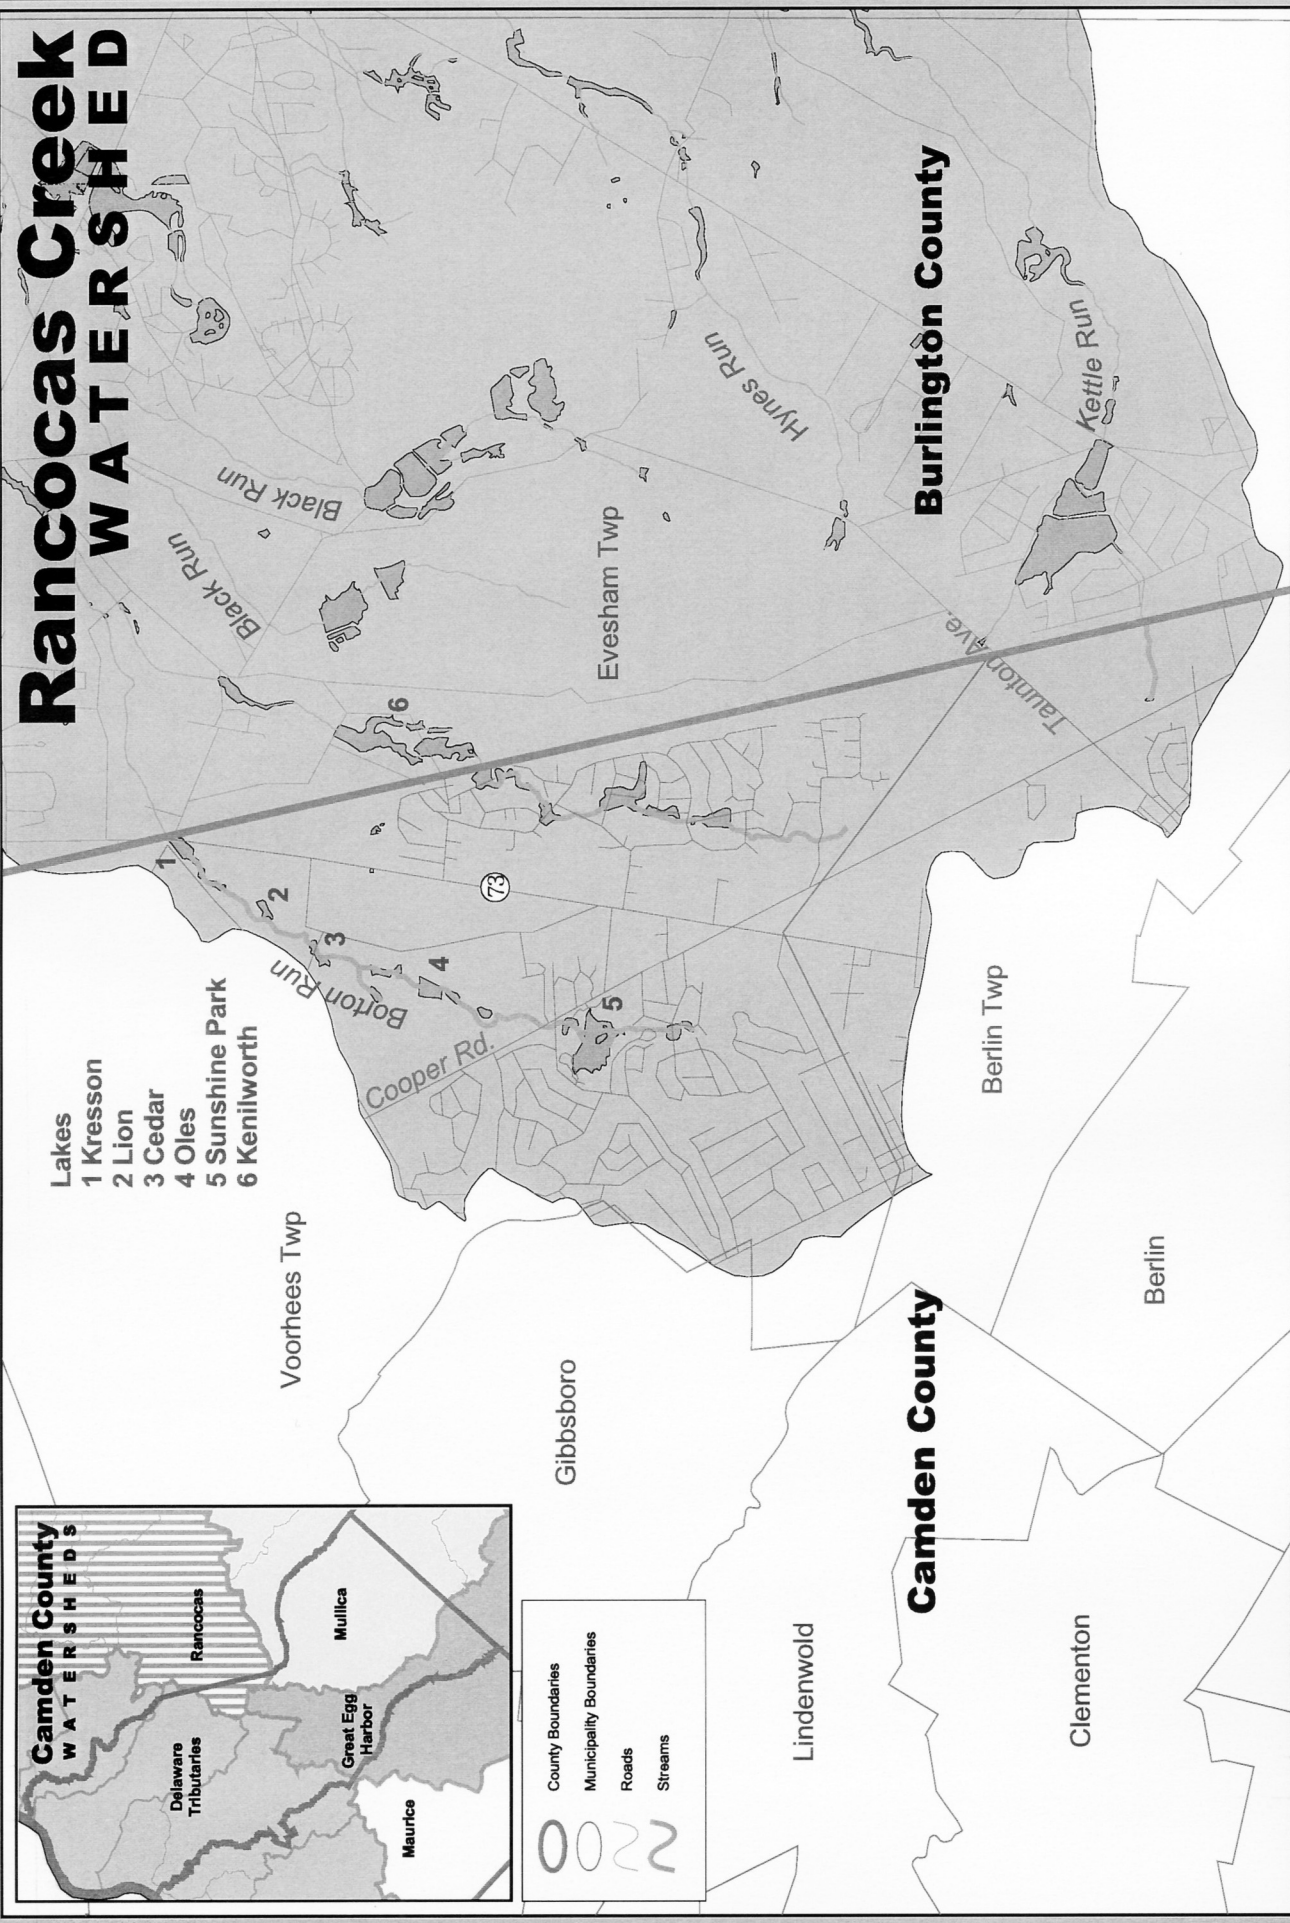 Rancocas Creek
WATERSHED
Camden County
WATERSHEDS
Rancocas
Delaware
Tributaries
Mullica
Great Egg
Harbor
Maurice
County Boundaries
Municipality Boundaries
Roads
Streams
Lakes
1 Kresson
2 Lion
3 Cedar
4 Oles
5 Sunshine Park
6 Kenilworth
Voorhees Twp
Gibbsboro
Lindenwold
Clementon
Camden County
Berlin
Berlin Twp
Cooper Rd.
Borton Run
1
2
3
4
5
6
73
Black Run
Black Run
Evesham Twp
Hynes Run
Burlington County
Kettle Run
Taunton Ave.